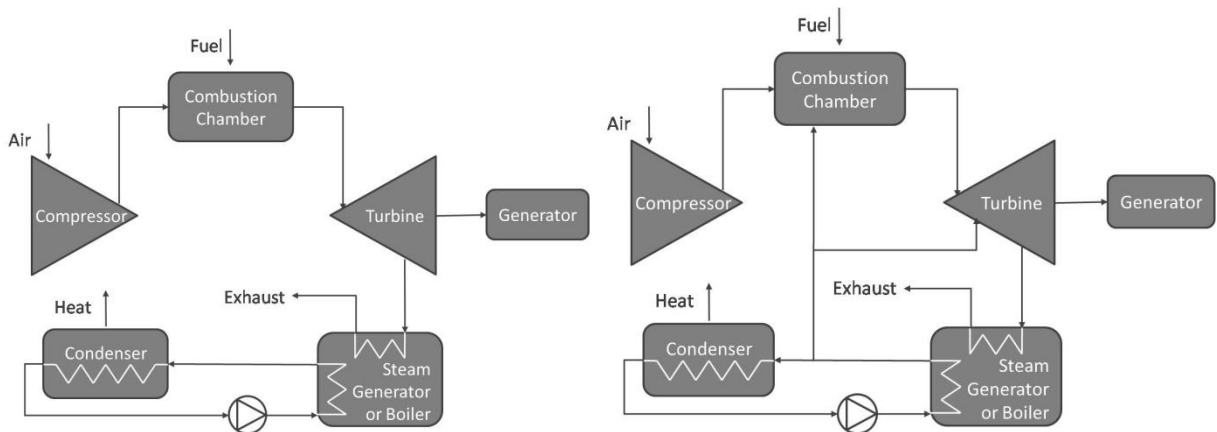 Fuel
Combustion
Chamber
Air
Compressor
Turbine
Generator
Heat
Exhaust
Condenser
Steam
Generator
or Boiler
Fuel
Combustion
Chamber
Air
Compressor
Turbine
Generator
Heat
Exhaust
Condenser
Steam
Generator
or Boiler